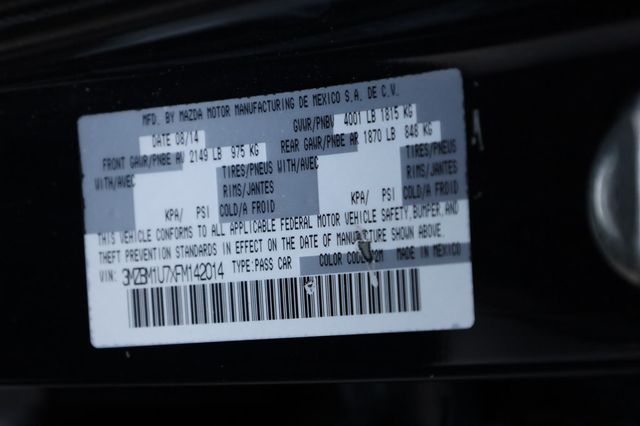 MFD. BY MAZDA MOTOR MANUFACTURING DE MEXICO S.A. DE C.V.
DATE 08/14 GVWR/PNBV 4001 LB 1815 KG
FRONT GAWR/PNBE AV 2149 LB 975 KG REAR GAWR/PNBE AR 1870 LB 848 KG
WITH/AVEC TIRES/PNEUS WITH/AVEC TIRES/PNEUS
RIMS/JANTES RIMS/JANTES
KPA/ PSI COLD/A FROID KPA/ PSI COLD/A FROID
THIS VEHICLE CONFORMS TO ALL APPLICABLE FEDERAL MOTOR VEHICLE SAFETY, BUMPER, AND
THEFT PREVENTION STANDARDS IN EFFECT ON THE DATE OF MANUFACTURE SHOWN ABOVE.
VIN: 3MZBM1U7XFM142014 TYPE: PASS CAR COLOR CODE: MADE IN MEXICO